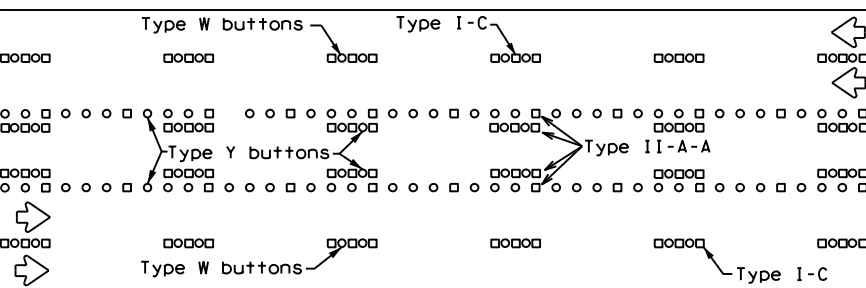 Type W buttons
Type I-C
Type Y buttons
Type II-A-A
Type W buttons
Type I-C